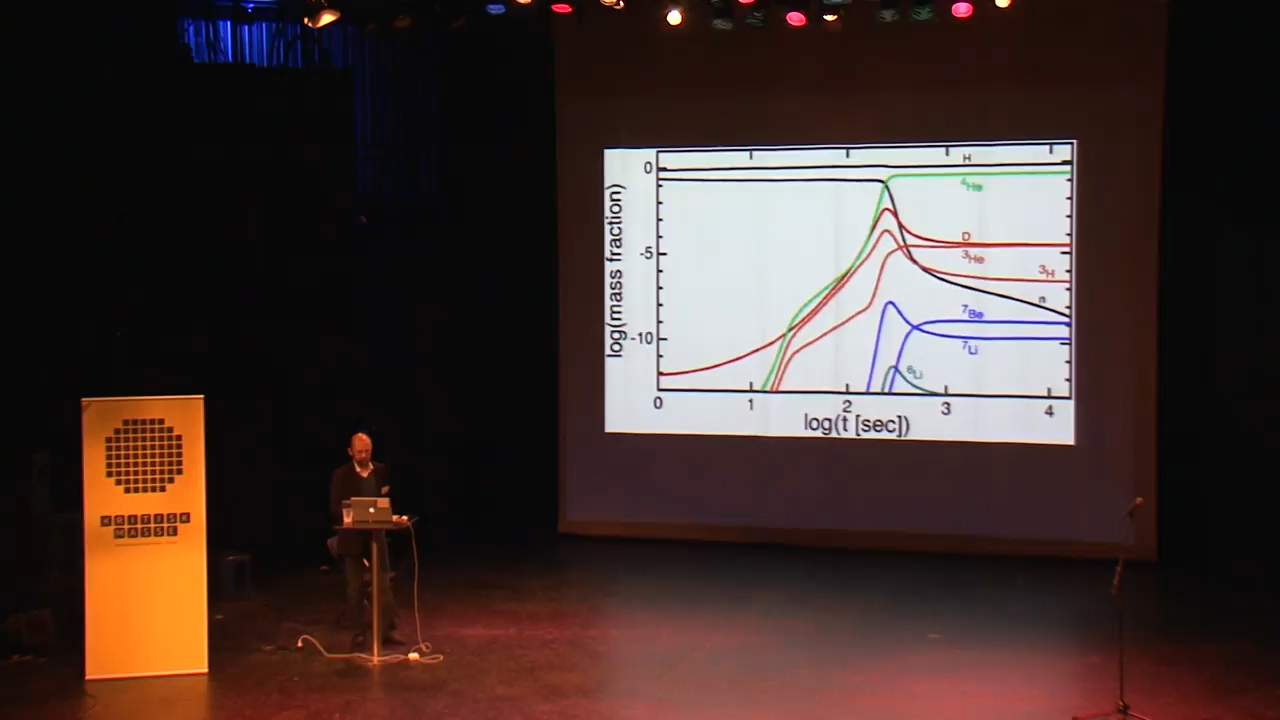 0
-5
-10
log(mass fraction)
H
⁴He
D
³He
³H
n
⁷Be
⁷Li
⁶Li
0 1 2 3 4
log(t [sec])
KRITISK
MASSE